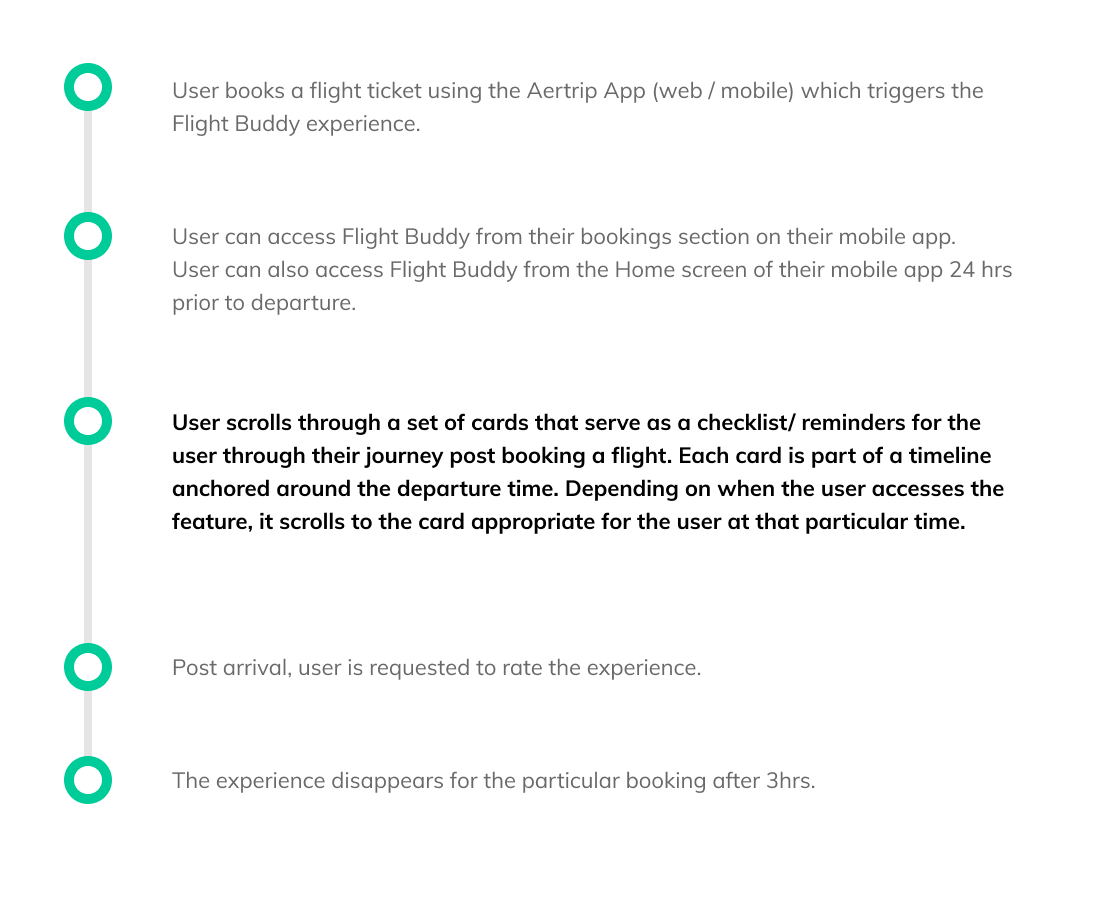 User books a flight ticket using the Aertrip App (web / mobile) which triggers the
Flight Buddy experience.
User can access Flight Buddy from their bookings section on their mobile app.
User can also access Flight Buddy from the Home screen of their mobile app 24 hrs
prior to departure.
User scrolls through a set of cards that serve as a checklist/ reminders for the
user through their journey post booking a flight. Each card is part of a timeline
anchored around the departure time. Depending on when the user accesses the
feature, it scrolls to the card appropriate for the user at that particular time.
Post arrival, user is requested to rate the experience.
The experience disappears for the particular booking after 3hrs.